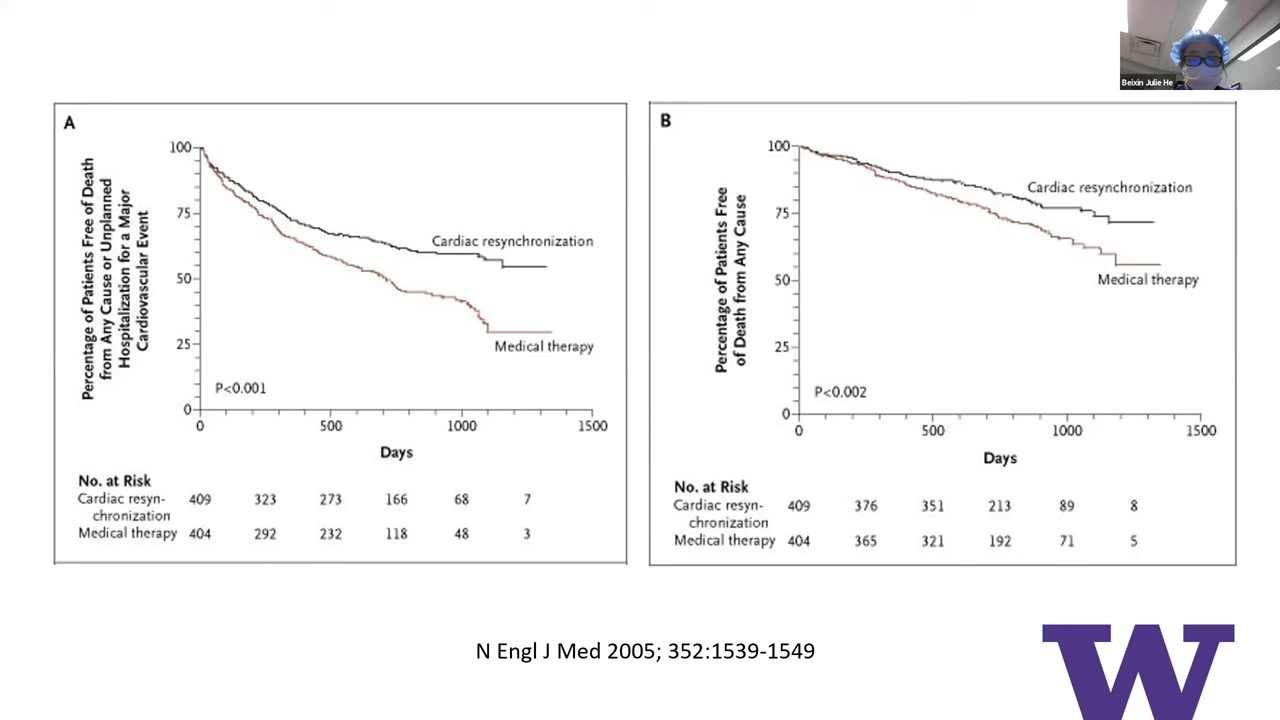 Beixin Julie He
A
Percentage of Patients Free of Death
from Any Cause or Unplanned
Hospitalization for a Major
Cardiovascular Event
100
75
50
25
0
Cardiac resynchronization
Medical therapy
P<0.001
0 500 1000 1500
Days
No. at Risk
Cardiac resyn-
chronization 409 323 273 166 68 7
Medical therapy 404 292 232 118 48 3
B
Percentage of Patients Free
of Death from Any Cause
100
75
50
25
0
Cardiac resynchronization
Medical therapy
P<0.002
0 500 1000 1500
Days
No. at Risk
Cardiac resyn-
chronization 409 376 351 213 89 8
Medical therapy 404 365 321 192 71 5
N Engl J Med 2005; 352:1539-1549
W